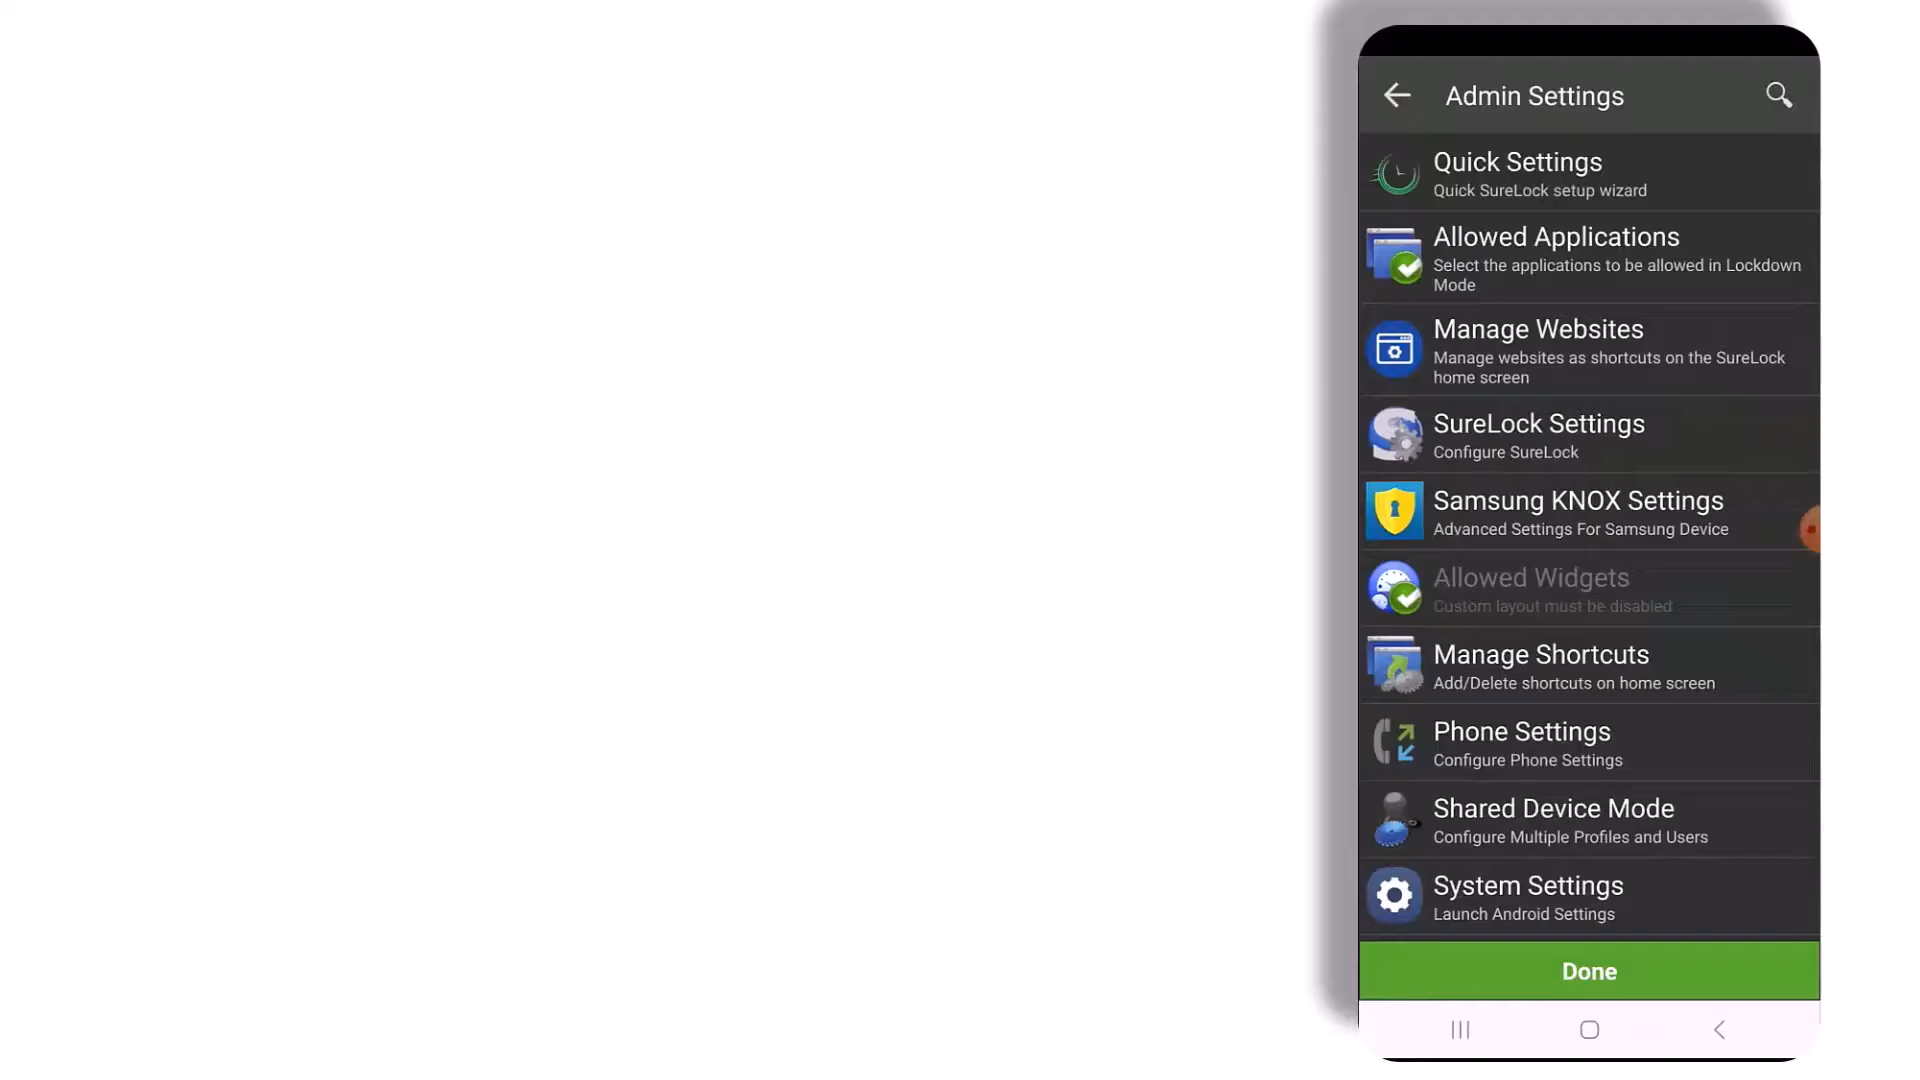 Admin Settings
Quick Settings
Quick SureLock setup wizard
Allowed Applications
Select the applications to be allowed in Lockdown
Mode
Manage Websites
Manage websites as shortcuts on the SureLock
home screen
SureLock Settings
Configure SureLock
Samsung KNOX Settings
Advanced Settings For Samsung Device
Allowed Widgets
Custom layout must be disabled
Manage Shortcuts
Add/Delete shortcuts on home screen
Phone Settings
Configure Phone Settings
Shared Device Mode
Configure Multiple Profiles and Users
System Settings
Launch Android Settings
Done